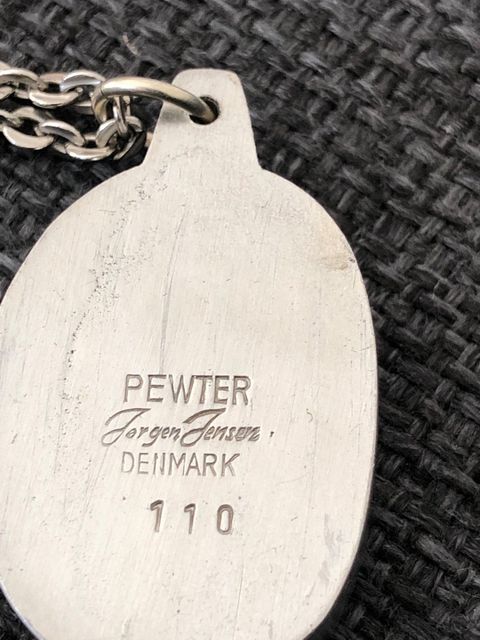 PEWTER
Jørgen Jensen
DENMARK
110